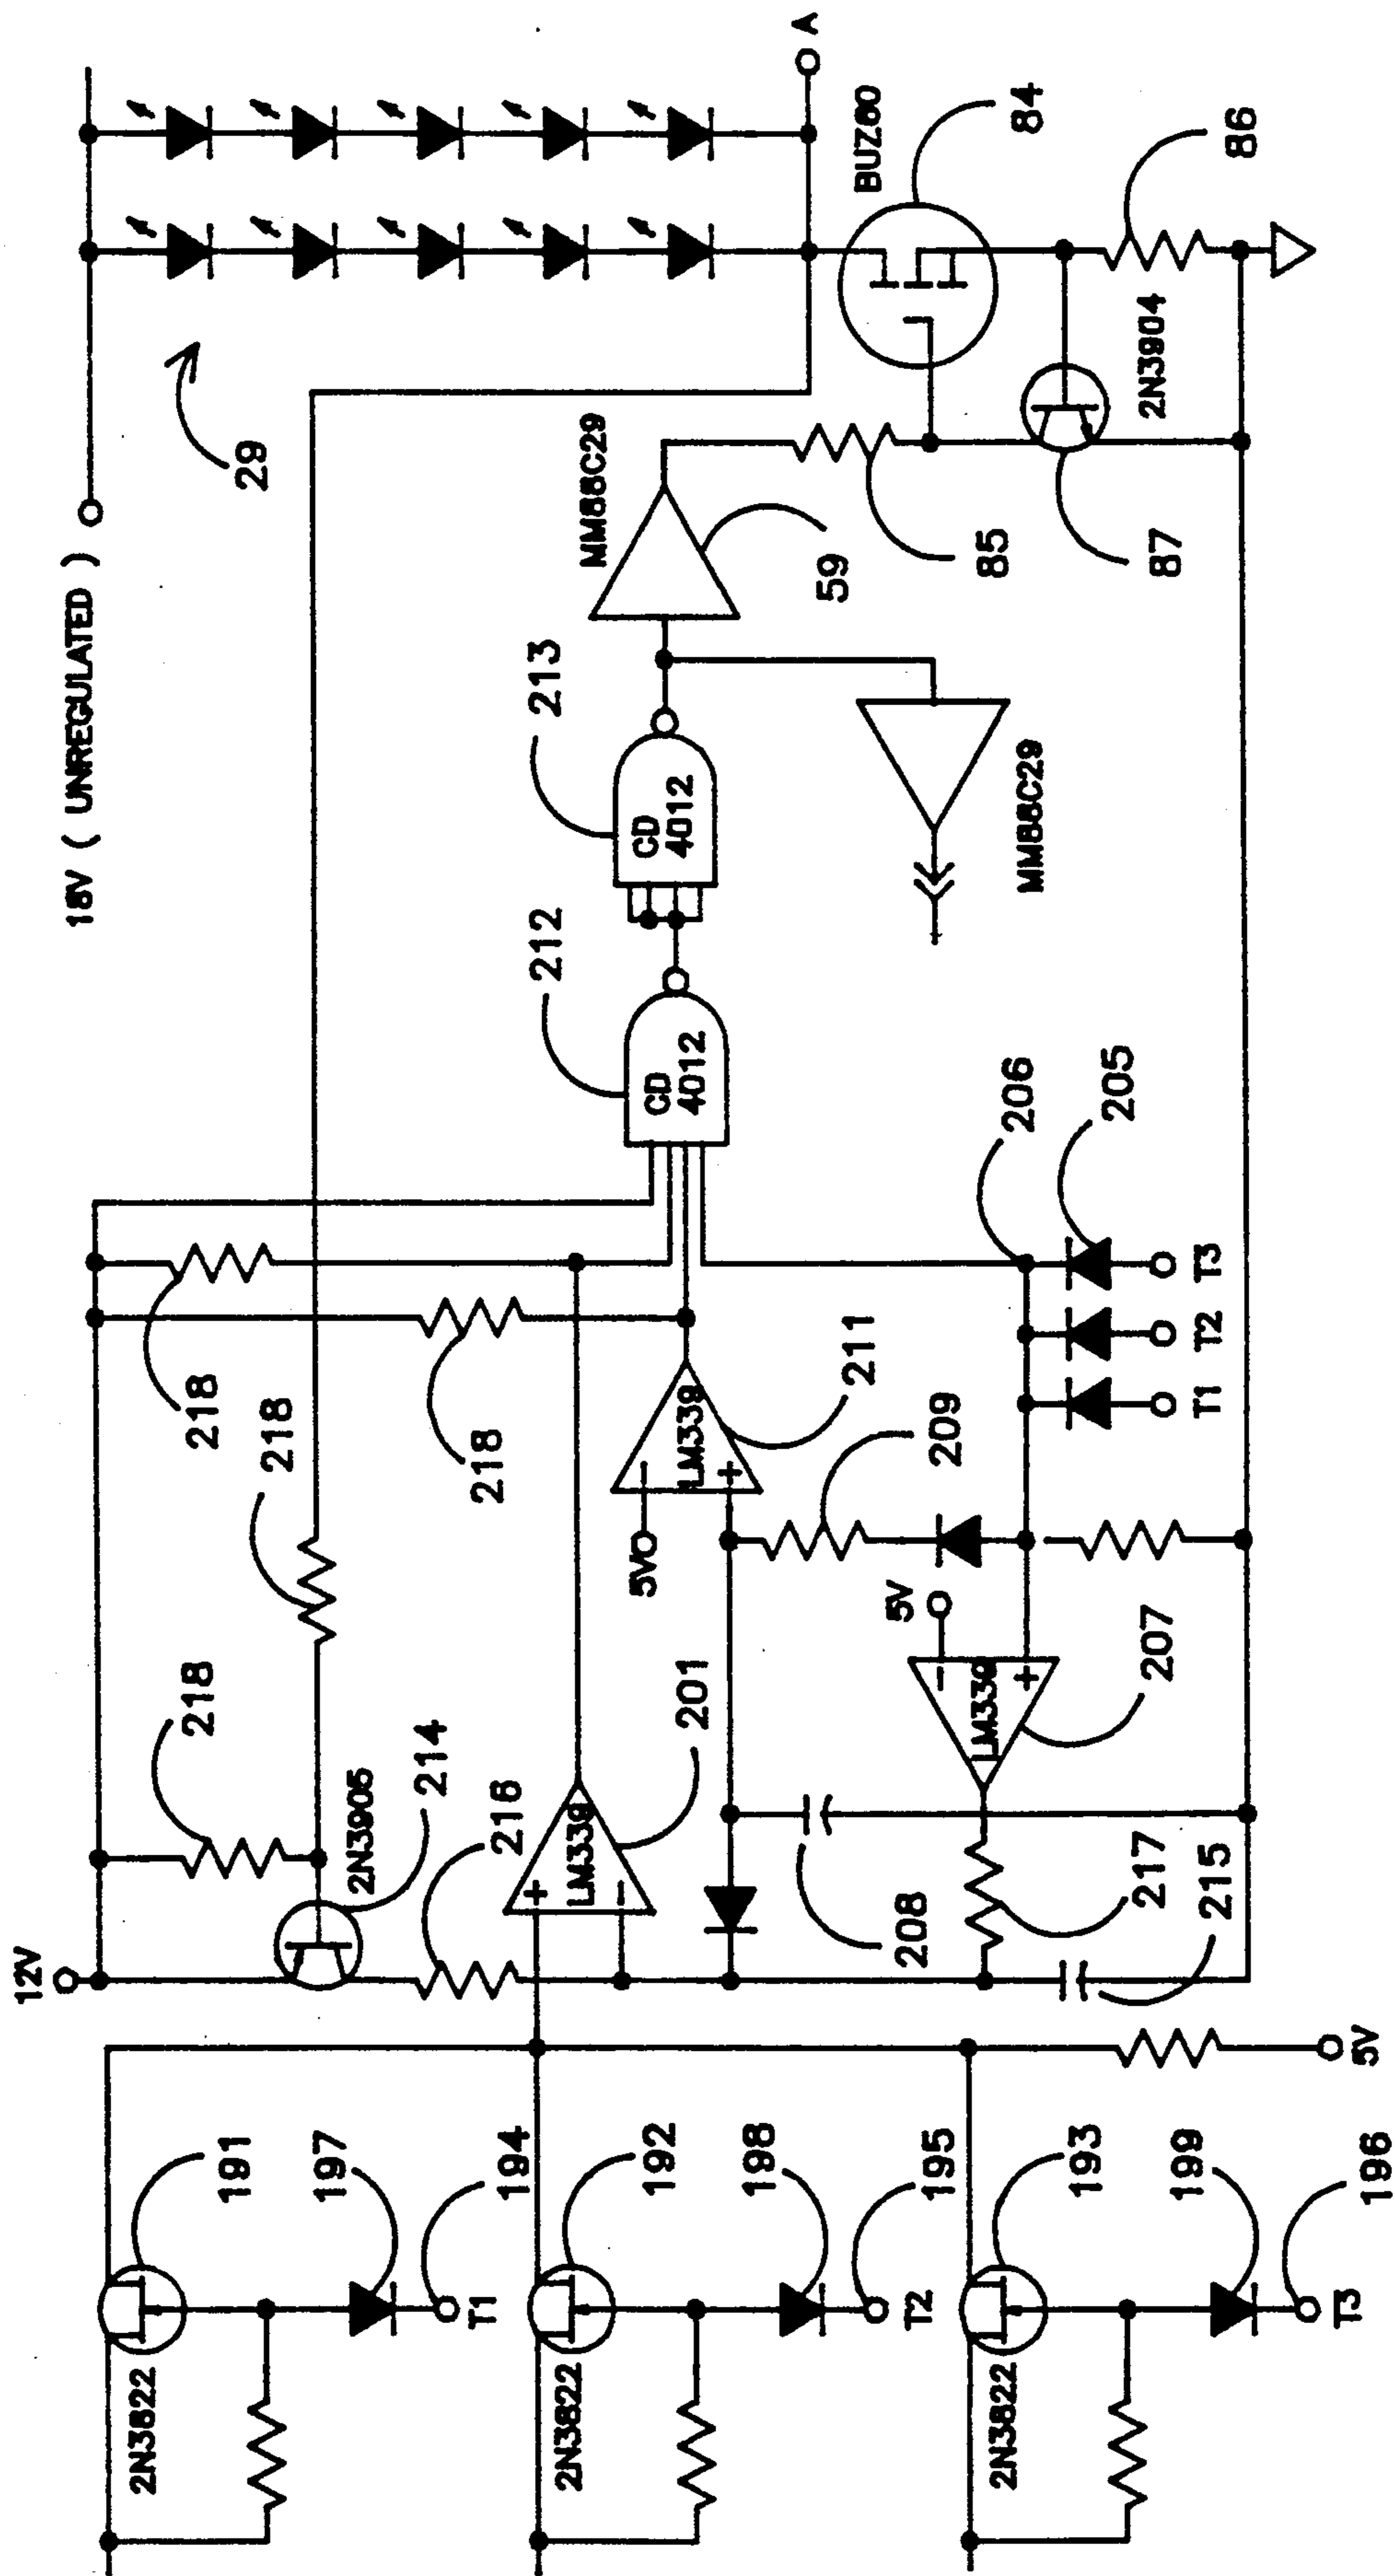 18V ( UNREGULATED )
29
A
BUZ60
84
86
2N3904
87
85
MM88C29
59
213
CD
4012
MM88C29
212
CD
4012
206
205
T3
T2
T1
218
218
218
218
211
LM339
-
+
5V
209
5V
LM339
-
+
207
201
LM339
+
-
12V
2N3905
214
216
208
217
215
5V
191
2N3822
197
194
T1
192
2N3822
198
195
T2
193
2N3822
199
196
T3